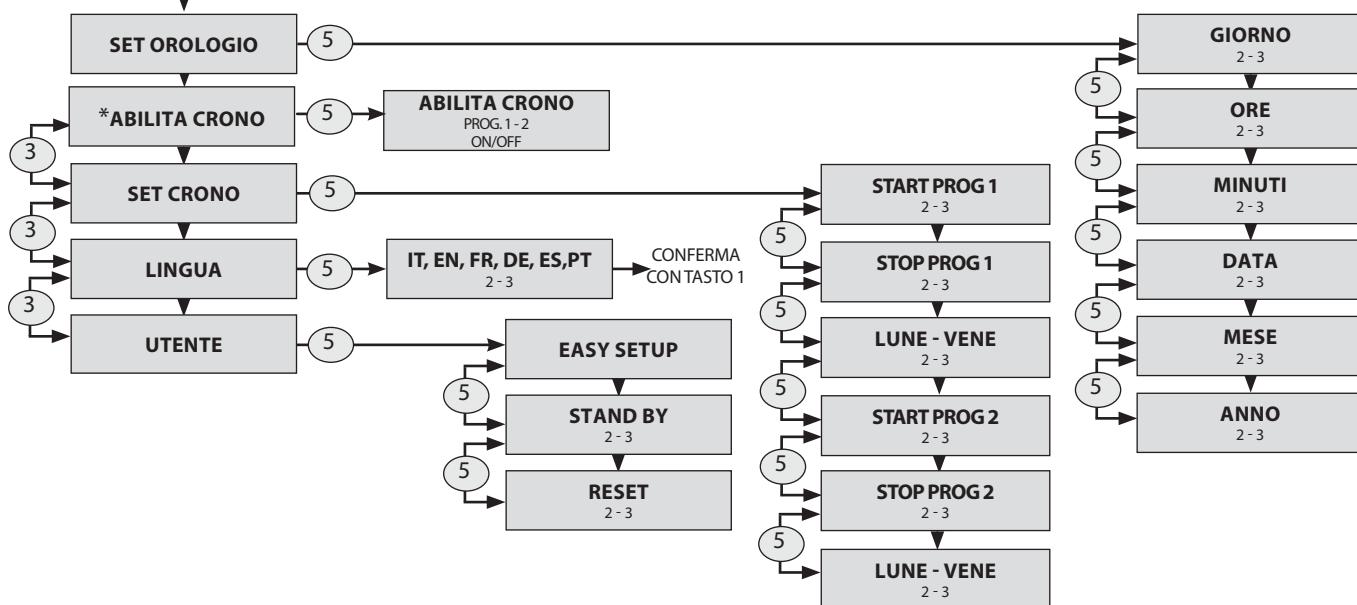 SET OROLOGIO
5
GIORNO
2 - 3
5
ORE
2 - 3
5
MINUTI
2 - 3
5
DATA
2 - 3
5
MESE
2 - 3
5
ANNO
2 - 3
*ABILITA CRONO
5
ABILITA CRONO
PROG. 1 - 2
ON/OFF
3
SET CRONO
5
START PROG 1
2 - 3
5
STOP PROG 1
2 - 3
5
LUNE - VENE
2 - 3
5
START PROG 2
2 - 3
5
STOP PROG 2
2 - 3
5
LUNE - VENE
2 - 3
3
LINGUA
5
IT, EN, FR, DE, ES,PT
2 - 3
CONFERMA
CON TASTO 1
3
UTENTE
5
EASY SETUP
5
STAND BY
2 - 3
5
RESET
2 - 3